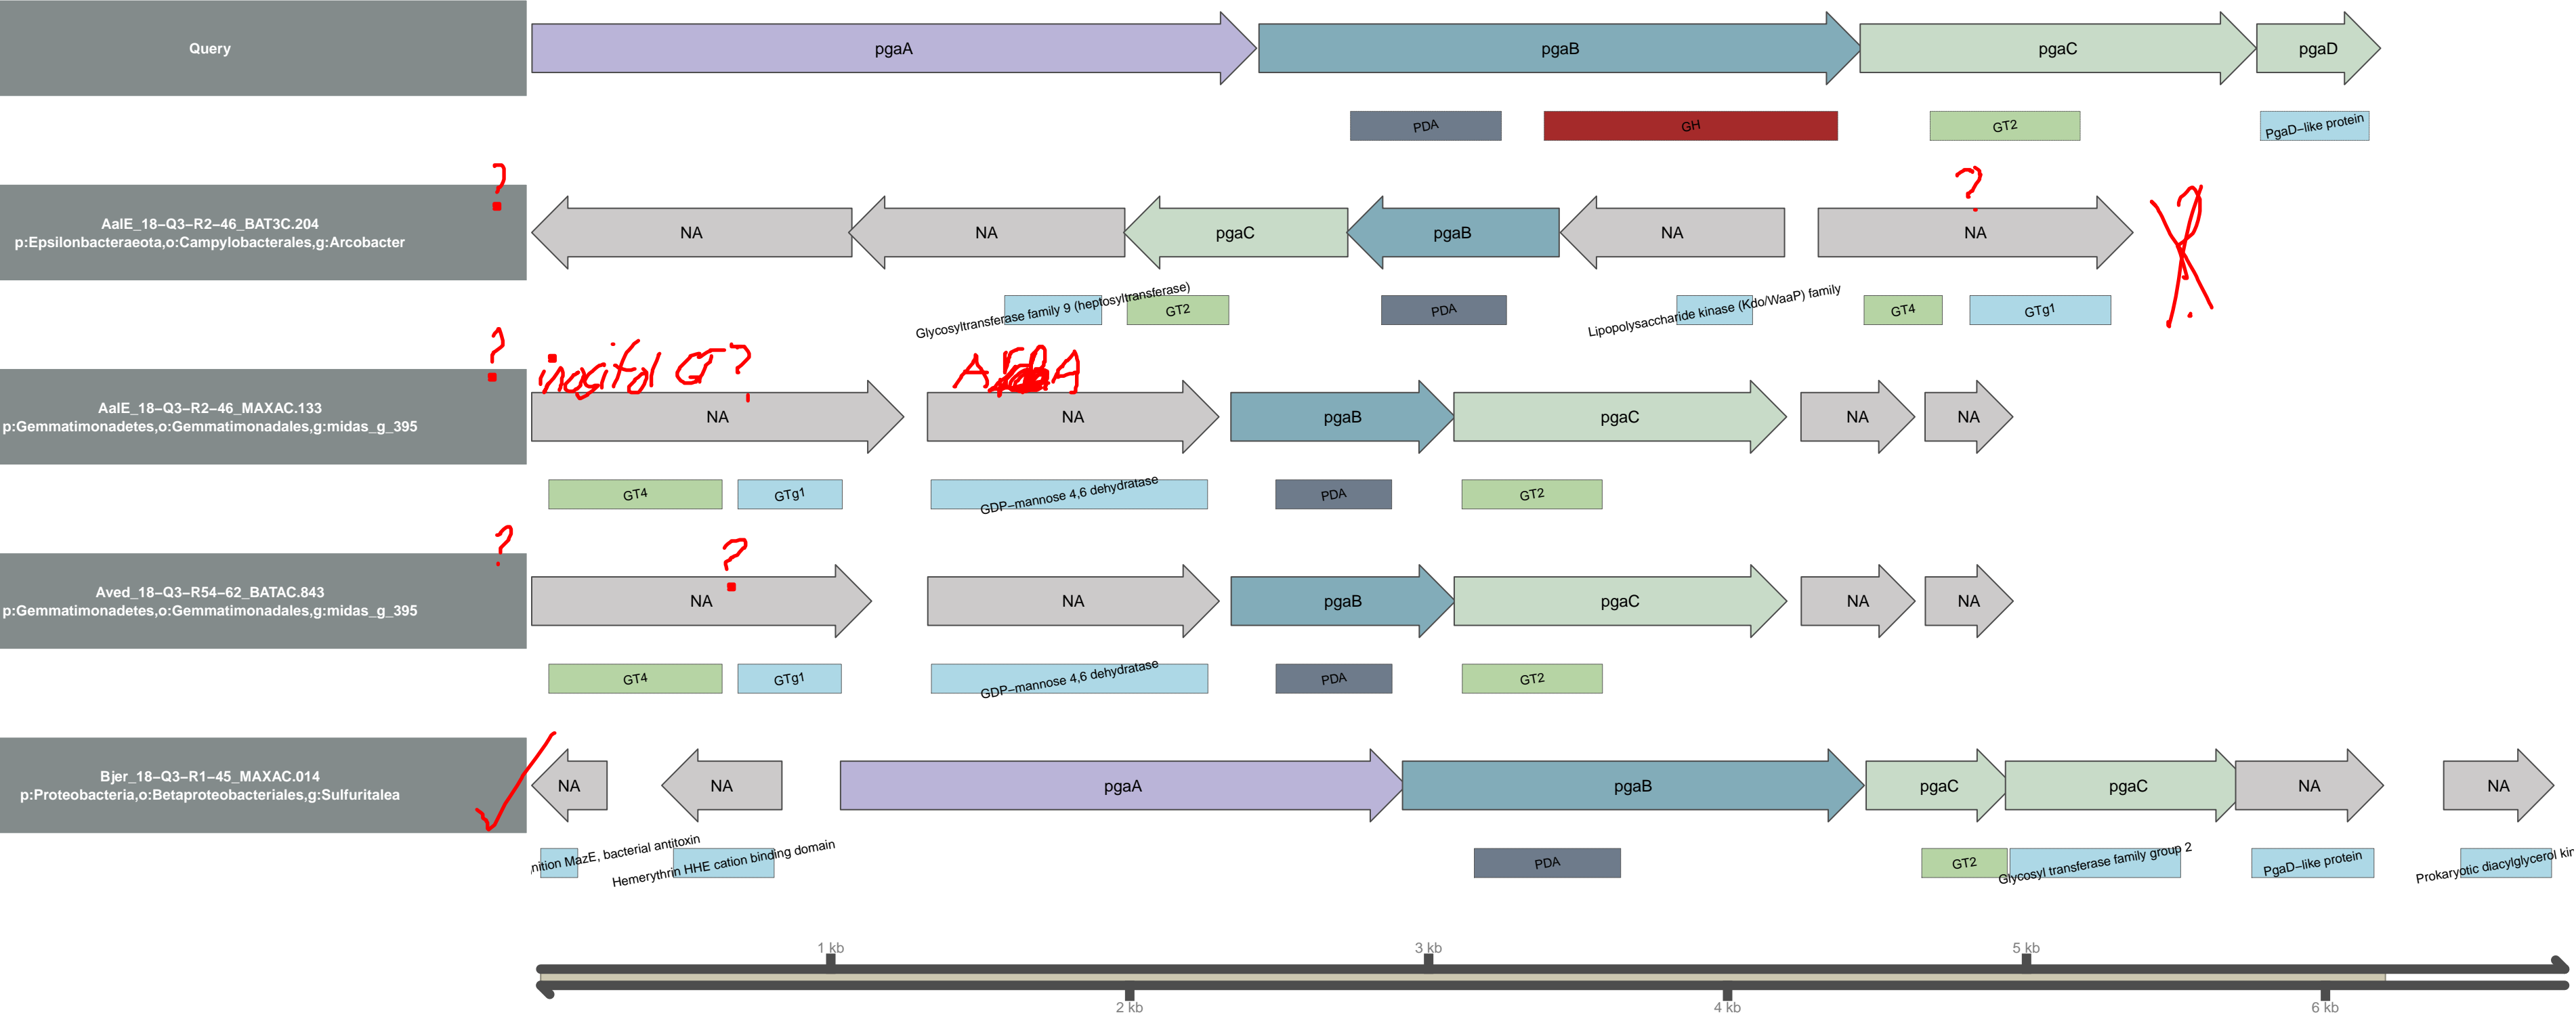 Query
pgaA
pgaB
pgaC
pgaD
PDA
GH
GT2
PgaD−like protein
?
?
AalE_18−Q3−R2−46_BAT3C.204
p:Epsilonbacteraeota,o:Campylobacterales,g:Arcobacter
NA
NA
pgaC
pgaB
NA
NA
Glycosyltransferase family 9 (heptosyltransferase)
GT2
PDA
Lipopolysaccharide kinase (Kdo/WaaP) family
GT4
GTg1
?
inositol GT?
AalE_18−Q3−R2−46_MAXAC.133
p:Gemmatimonadetes,o:Gemmatimonadales,g:midas_g_395
NA
NA
pgaB
pgaC
NA
NA
GT4
GTg1
GDP−mannose 4,6 dehydratase
PDA
GT2
?
?
Aved_18−Q3−R54−62_BATAC.843
p:Gemmatimonadetes,o:Gemmatimonadales,g:midas_g_395
NA
NA
pgaB
pgaC
NA
NA
GT4
GTg1
GDP−mannose 4,6 dehydratase
PDA
GT2
Bjer_18−Q3−R1−45_MAXAC.014
p:Proteobacteria,o:Betaproteobacteriales,g:Sulfuritalea
NA
NA
pgaA
pgaB
pgaC
pgaC
NA
NA
MazE, bacterial antitoxin
Hemerythrin HHE cation binding domain
PDA
GT2
Glycosyl transferase family group 2
PgaD−like protein
Prokaryotic diacylglycerol
1 kb
3 kb
5 kb
2 kb
4 kb
6 kb